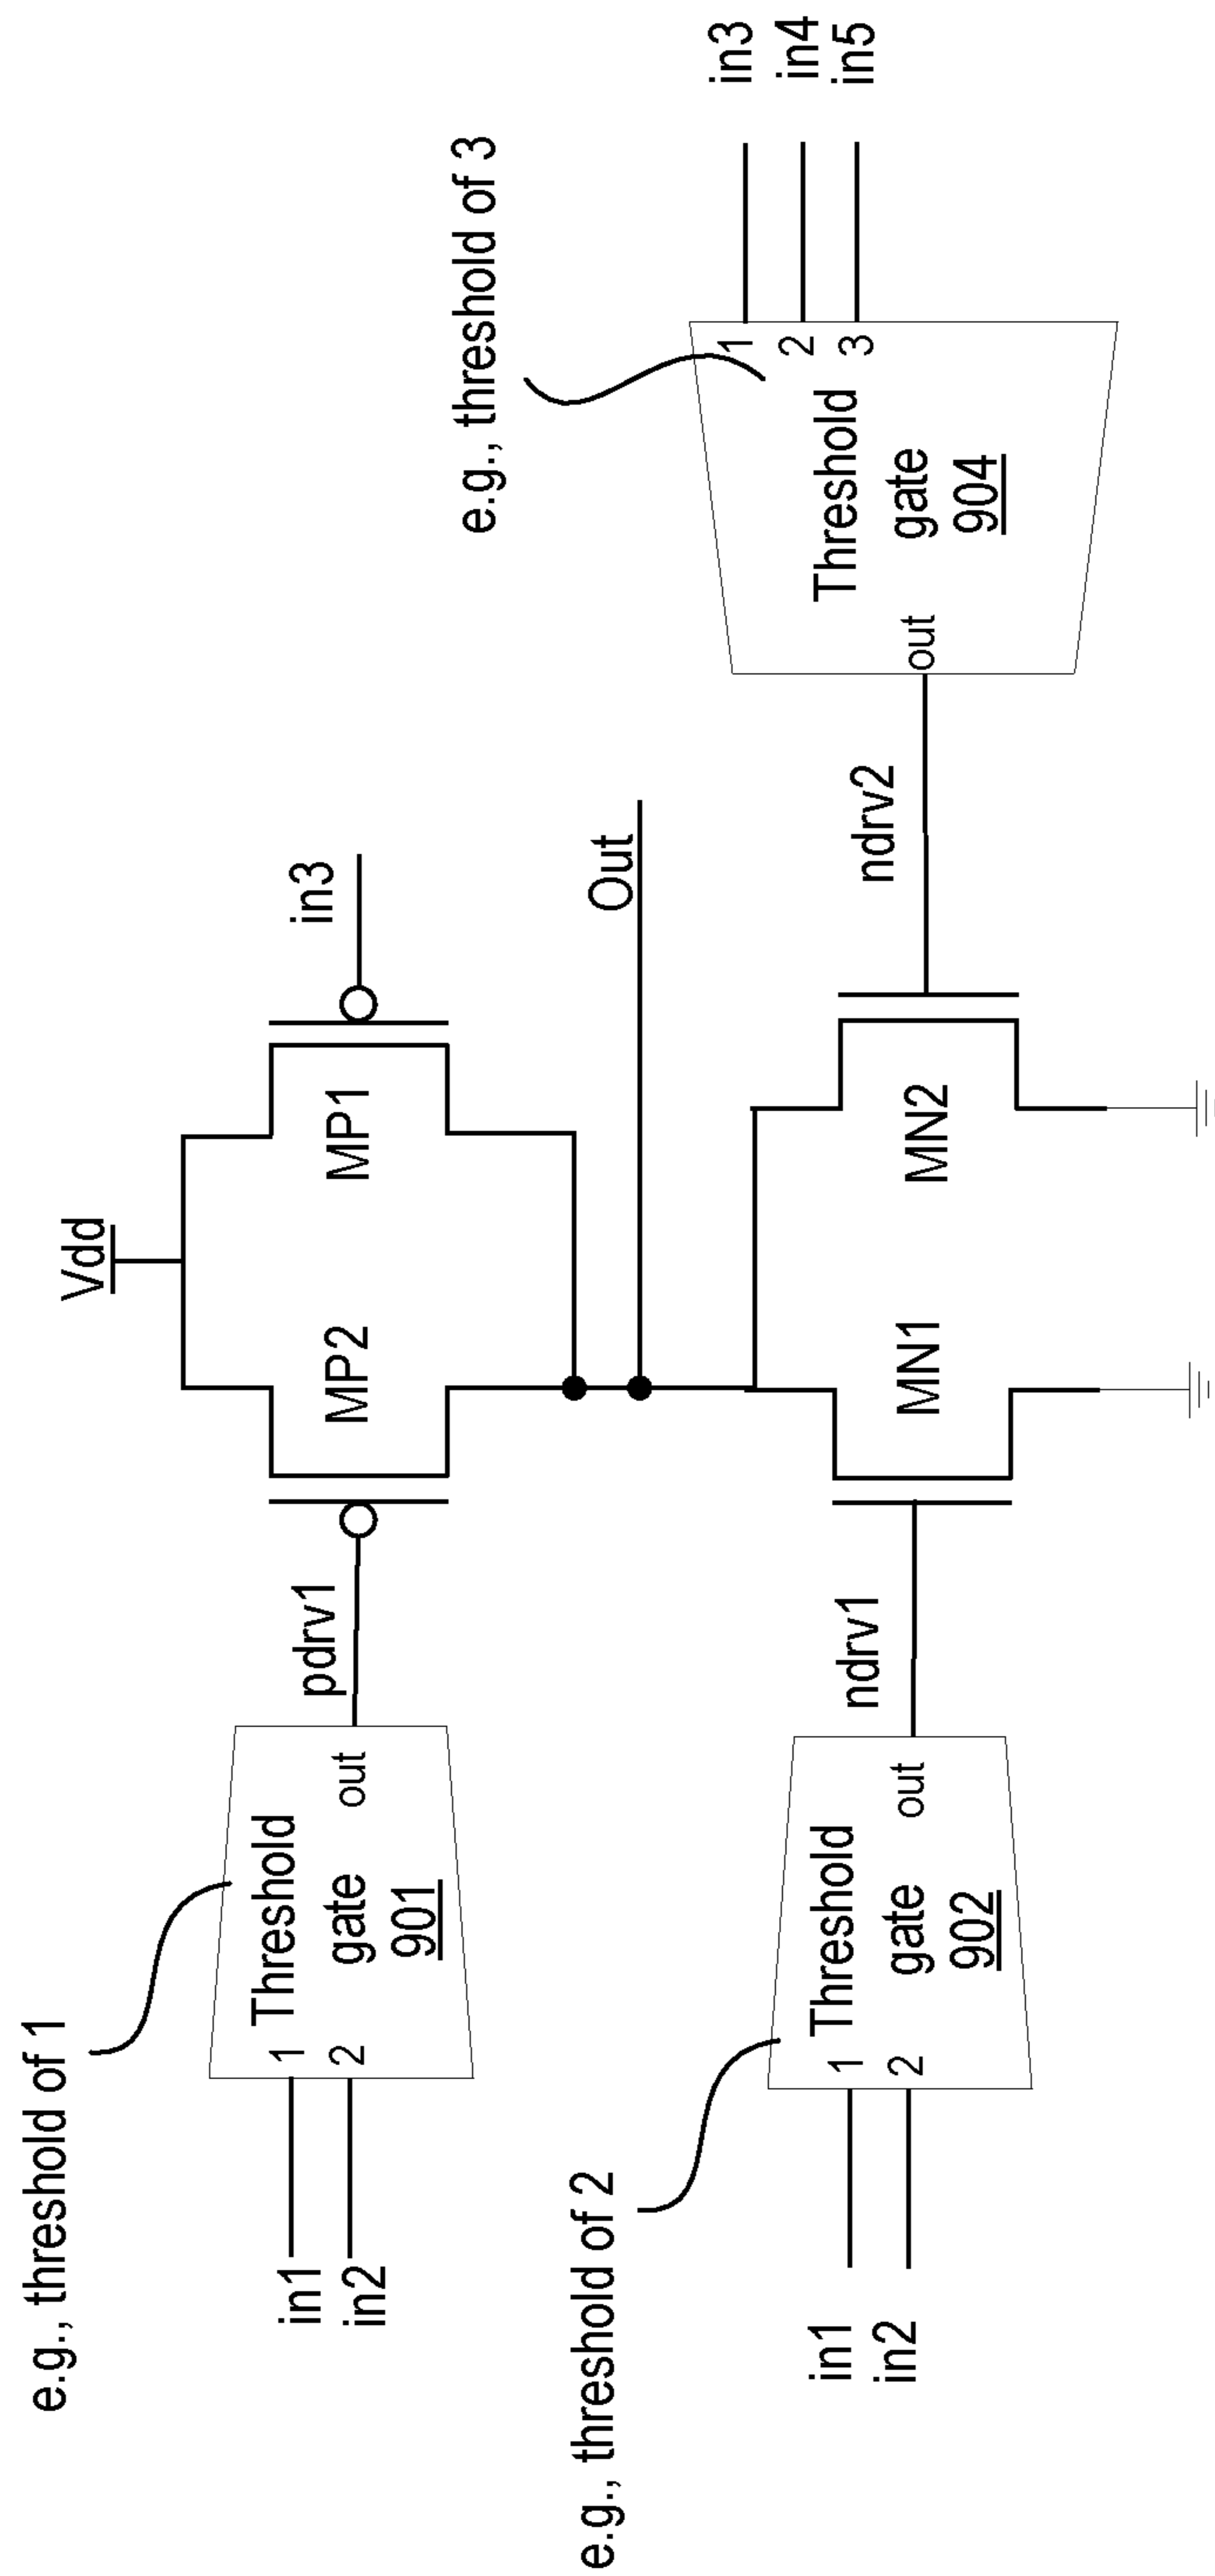 e.g., threshold of 1
Vdd
in1
in2
1
2
Threshold
gate
901
out
pdrv1
MP2
MP1
in3
e.g., threshold of 3
Out
e.g., threshold of 2
in1
in2
1
2
Threshold
gate
902
out
ndrv1
MN1
MN2
ndrv2
out
Threshold
gate
904
1
2
3
in3
in4
in5